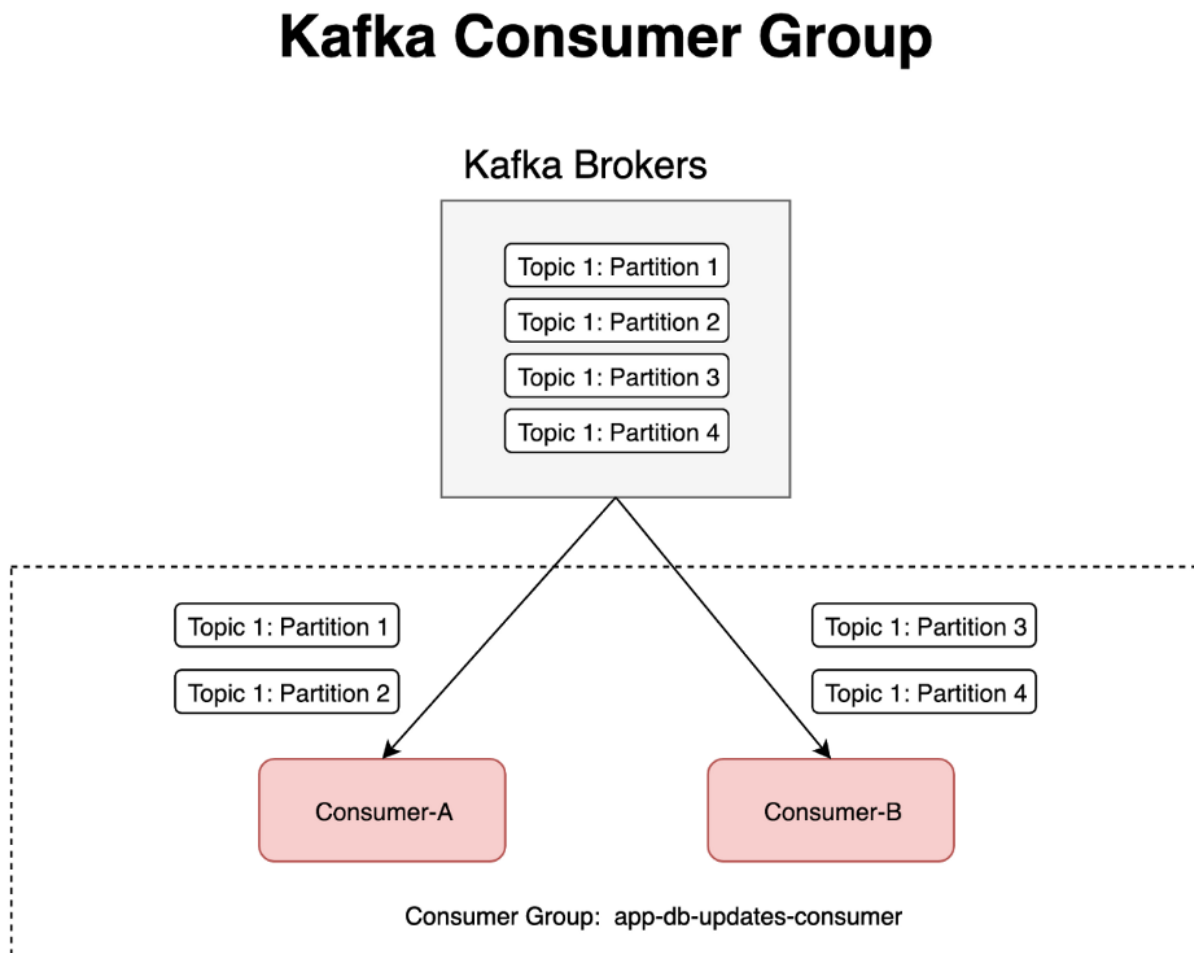 Kafka Consumer Group
Kafka Brokers
Topic 1: Partition 1
Topic 1: Partition 2
Topic 1: Partition 3
Topic 1: Partition 4
Topic 1: Partition 1
Topic 1: Partition 2
Topic 1: Partition 3
Topic 1: Partition 4
Consumer-A
Consumer-B
Consumer Group: app-db-updates-consumer